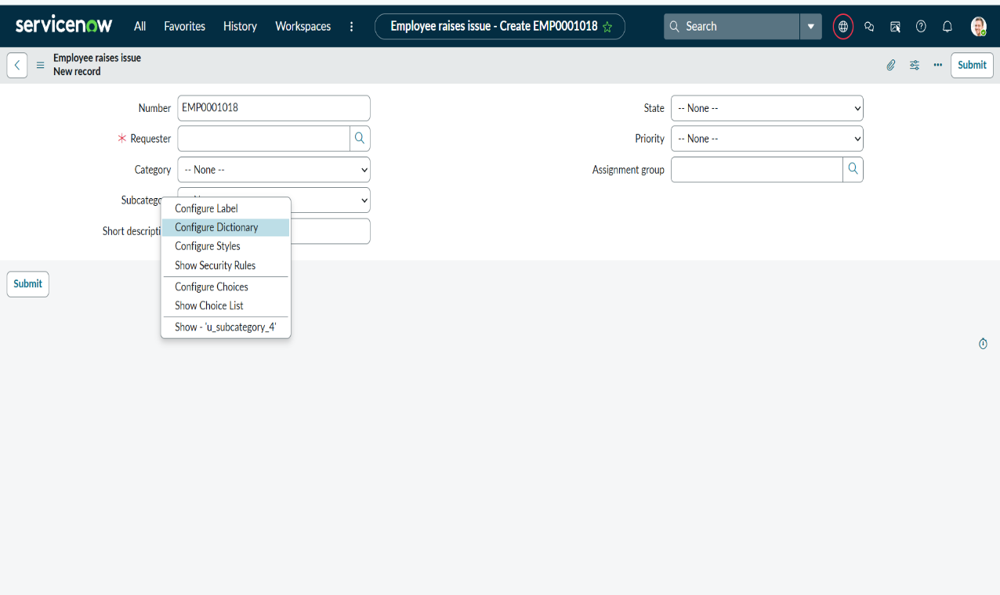 servicenow All Favorites History Workspaces Employee raises issue - Create EMP0001018 Search
Employee raises issue
New record
Submit
Number EMP0001018
State -- None --
Requester
Priority -- None --
Category -- None --
Assignment group
Subcatego
Short descripti
Configure Label
Configure Dictionary
Configure Styles
Show Security Rules
Configure Choices
Show Choice List
Show - 'u_subcategory_4'
Submit